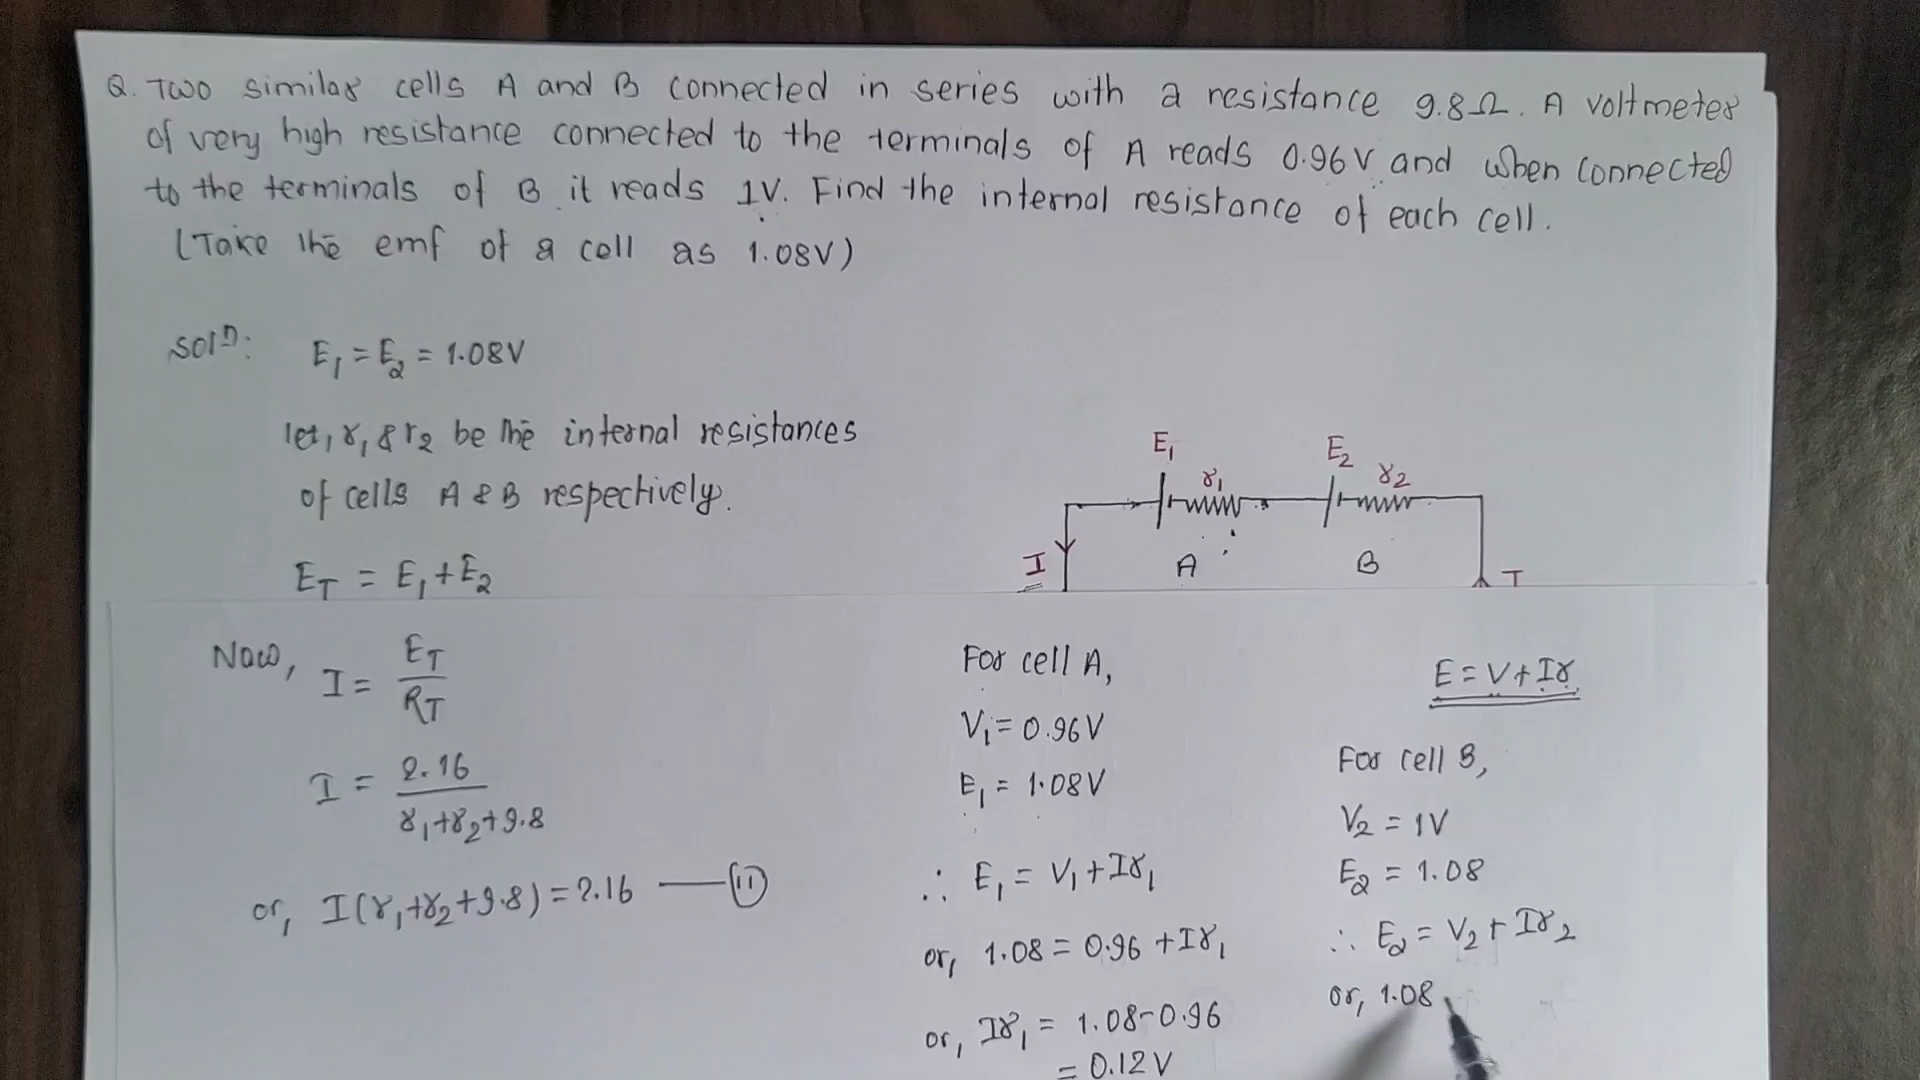 Q. Two similar cells A and B connected in series with a resistance 9.8Ω. A voltmeter
of very high resistance connected to the terminals of A reads 0.96V and when connected
to the terminals of B it reads 1V. Find the internal resistance of each cell.
(Take the emf of a cell as 1.08V)
Solⁿ: E₁ = E₂ = 1.08V
let, r₁ & r₂ be the internal resistances
of cells A & B respectively.
E_T = E₁ + E₂
E₁ E₂
r₁ r₂
I A B I
Now, I = E_T / R_T
I = 2.16 / r₁+r₂+9.8
or, I(r₁+r₂+9.8) = 2.16 — (11)
For cell A,
V₁ = 0.96V
E₁ = 1.08V
∴ E₁ = V₁ + Ir₁
or, 1.08 = 0.96 + Ir₁
or, Ir₁ = 1.08-0.96
= 0.12V
E = V + Ir
For cell B,
V₂ = 1V
E₂ = 1.08
∴ E₂ = V₂ + Ir₂
or, 1.08